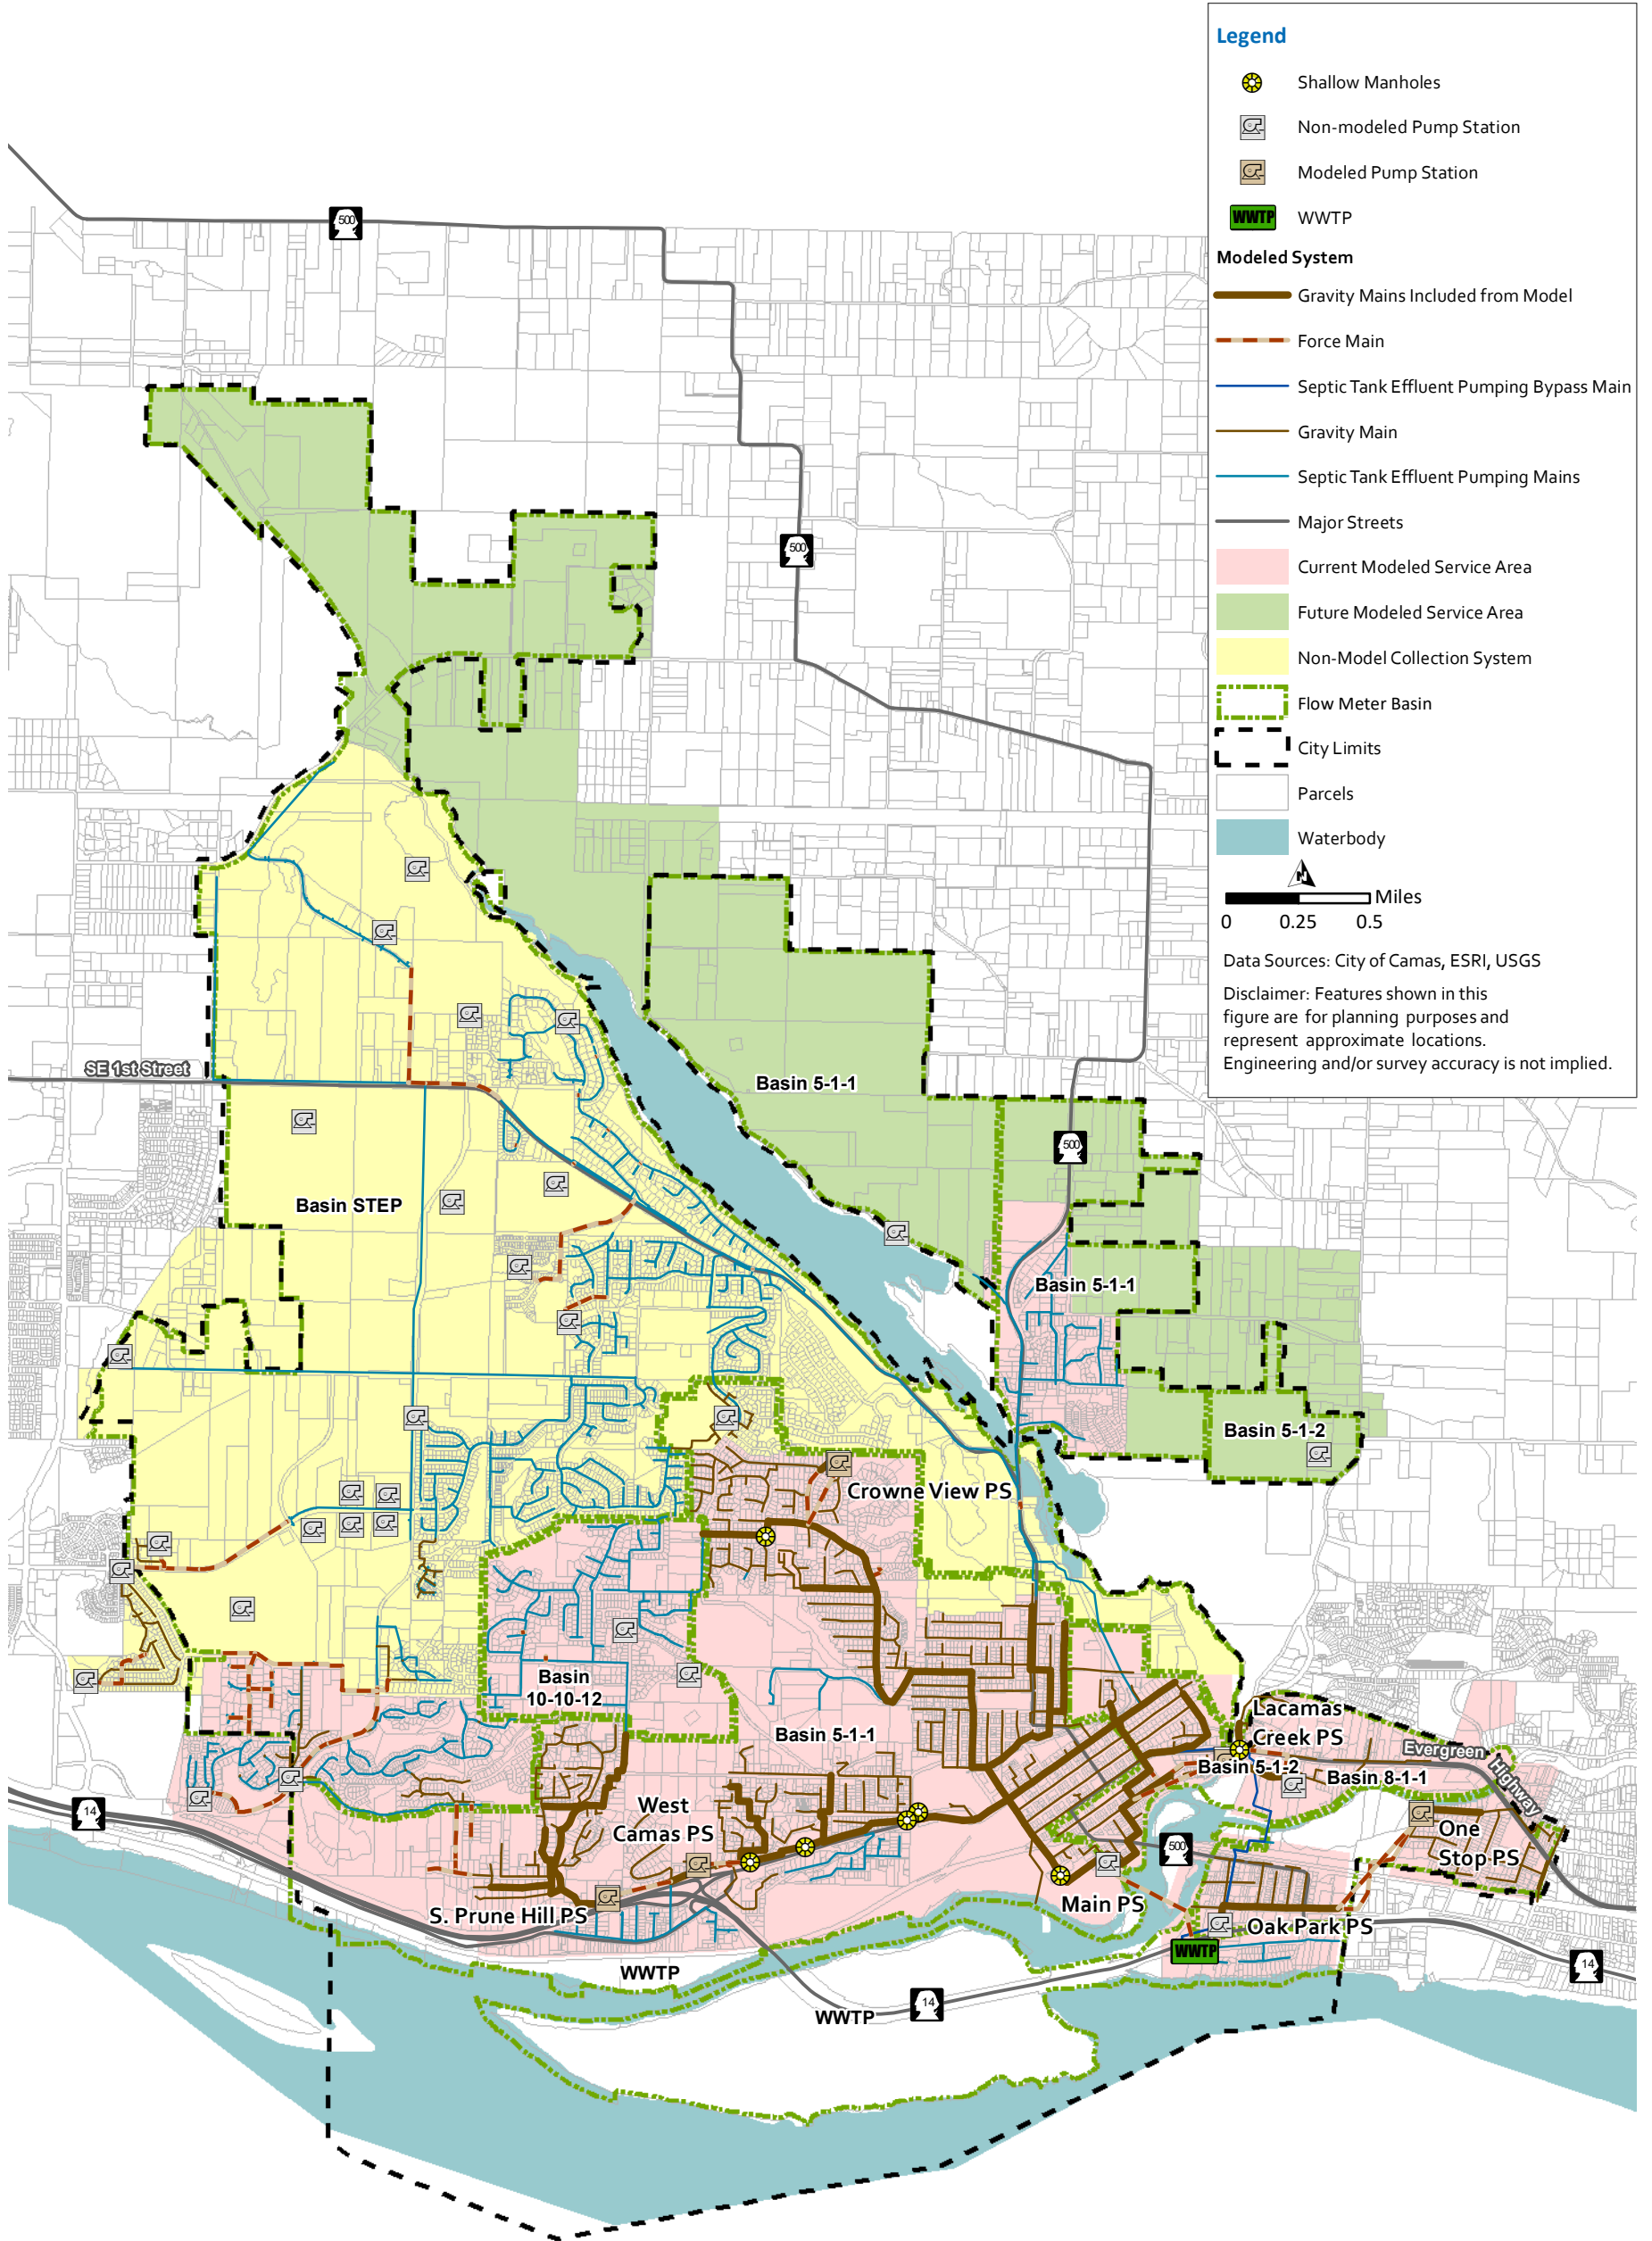 Legend
Shallow Manholes
Non-modeled Pump Station
Modeled Pump Station
WWTP
WWTP
Modeled System
Gravity Mains Included from Model
Force Main
Septic Tank Effluent Pumping Bypass Main
Gravity Main
Septic Tank Effluent Pumping Mains
Major Streets
Current Modeled Service Area
Future Modeled Service Area
Non-Model Collection System
Flow Meter Basin
City Limits
Parcels
Waterbody
N
Miles
0 0.25 0.5
Data Sources: City of Camas, ESRI, USGS
Disclaimer: Features shown in this
figure are for planning purposes and
represent approximate locations.
Engineering and/or survey accuracy is not implied.
500
500
SE 1st Street
Basin 5-1-1
500
Basin STEP
Basin 5-1-1
Basin 5-1-2
Crowne View PS
Basin
10-10-12
Basin 5-1-1
Lacamas
Creek PS
Evergreen
Highway
Basin 5-1-2
Basin 8-1-1
14
West
Camas PS
One
Stop PS
500
Main PS
S. Prune Hill PS
Oak Park PS
WWTP
WWTP
14
14
WWTP